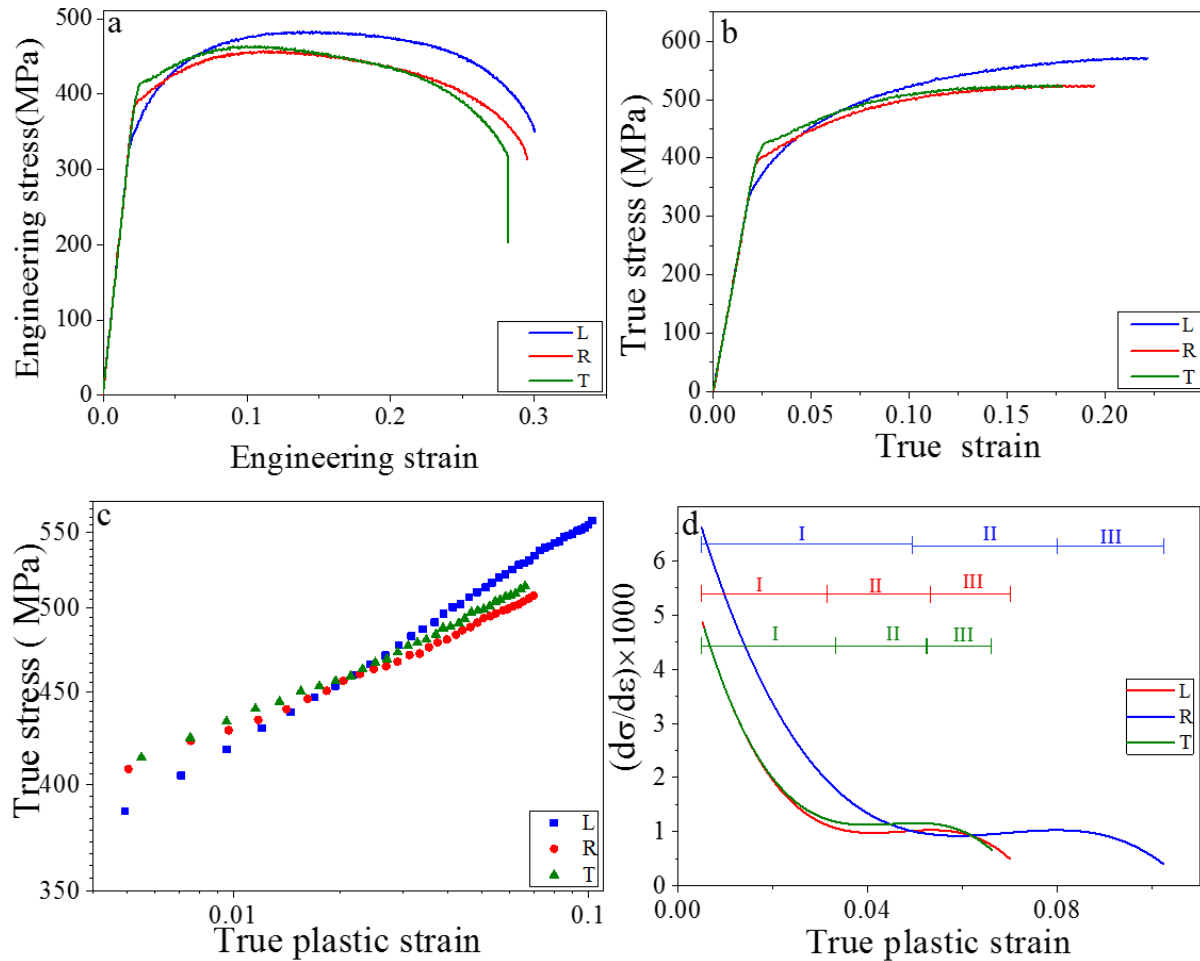 a
Engineering stress(MPa)
500
400
300
200
100
0
0.0 0.1 0.2 0.3
Engineering strain
L
R
T
b
True stress (MPa)
600
500
400
300
200
100
0
0.00 0.05 0.10 0.15 0.20
True strain
L
R
T
c
True stress ( MPa)
550
500
450
400
350
0.01 0.1
True plastic strain
L
R
T
d
(dσ/dε)×1000
6
5
4
3
2
1
0
0.00 0.04 0.08
True plastic strain
I II III
I II III
I II III
L
R
T